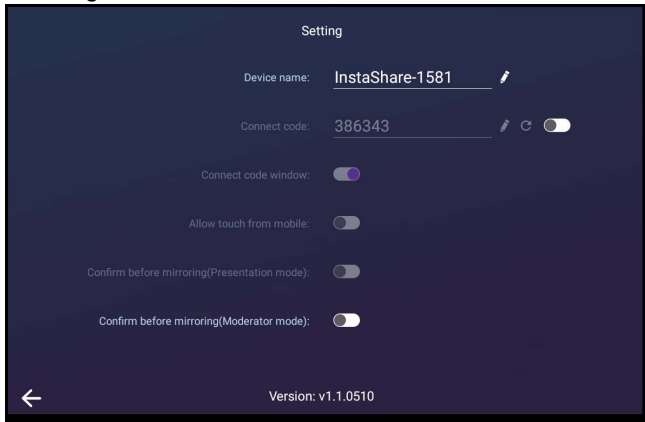 Setting
Device name: InstaShare-1581
Connect code: 386343
Connect code window:
Allow touch from mobile:
Confirm before mirroring(Presentation mode):
Confirm before mirroring(Moderator mode):
Version: v1.1.0510